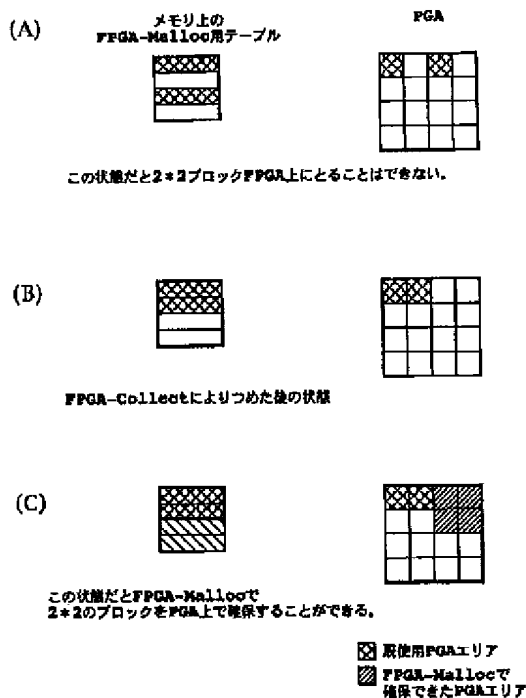 (A)
メモリ上の
FPGA-Malloc用テーブル
PGA
この状態だと2*2ブロックFPGA上にとることはできない。
(B)
FPGA-Collectによりつめた後の状態
(C)
この状態だとFPGA-Mallocで
2*2のブロックをPGA上で確保することができる。
既使用PGAエリア
FPGA-Mallocで
確保できたPGAエリア